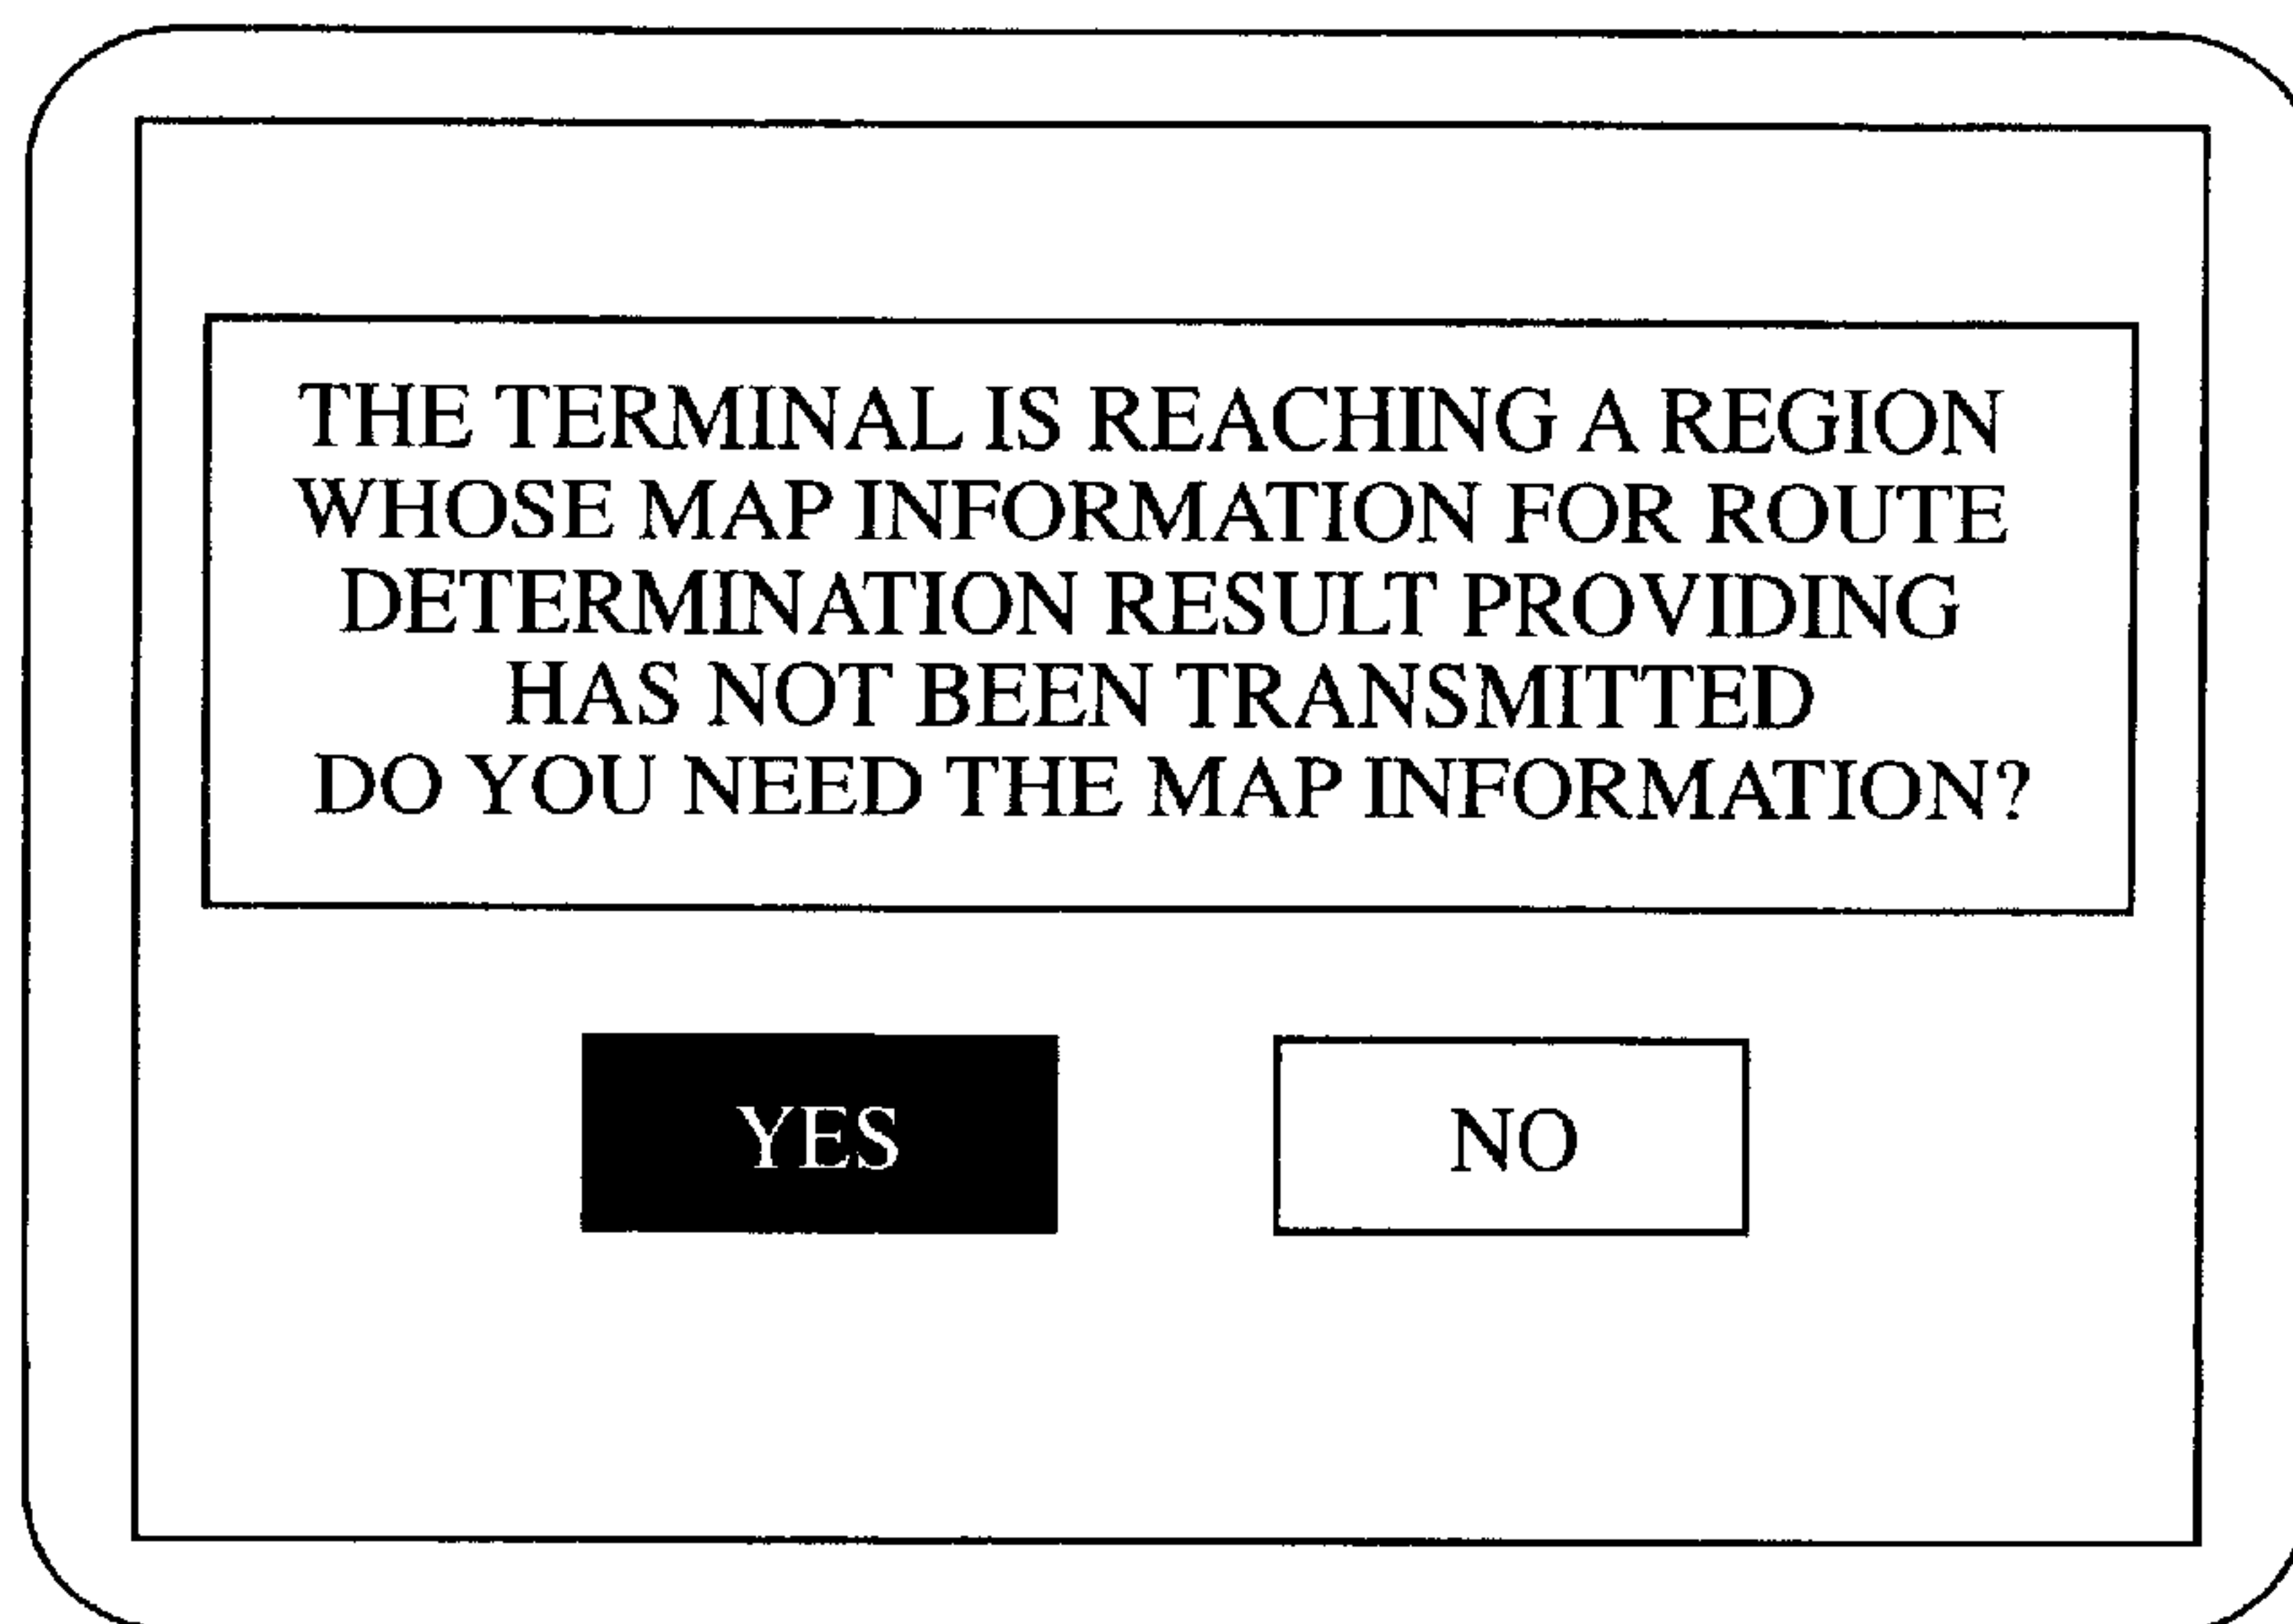 THE TERMINAL IS REACHING A REGION
WHOSE MAP INFORMATION FOR ROUTE
DETERMINATION RESULT PROVIDING
HAS NOT BEEN TRANSMITTED
DO YOU NEED THE MAP INFORMATION?
YES
NO